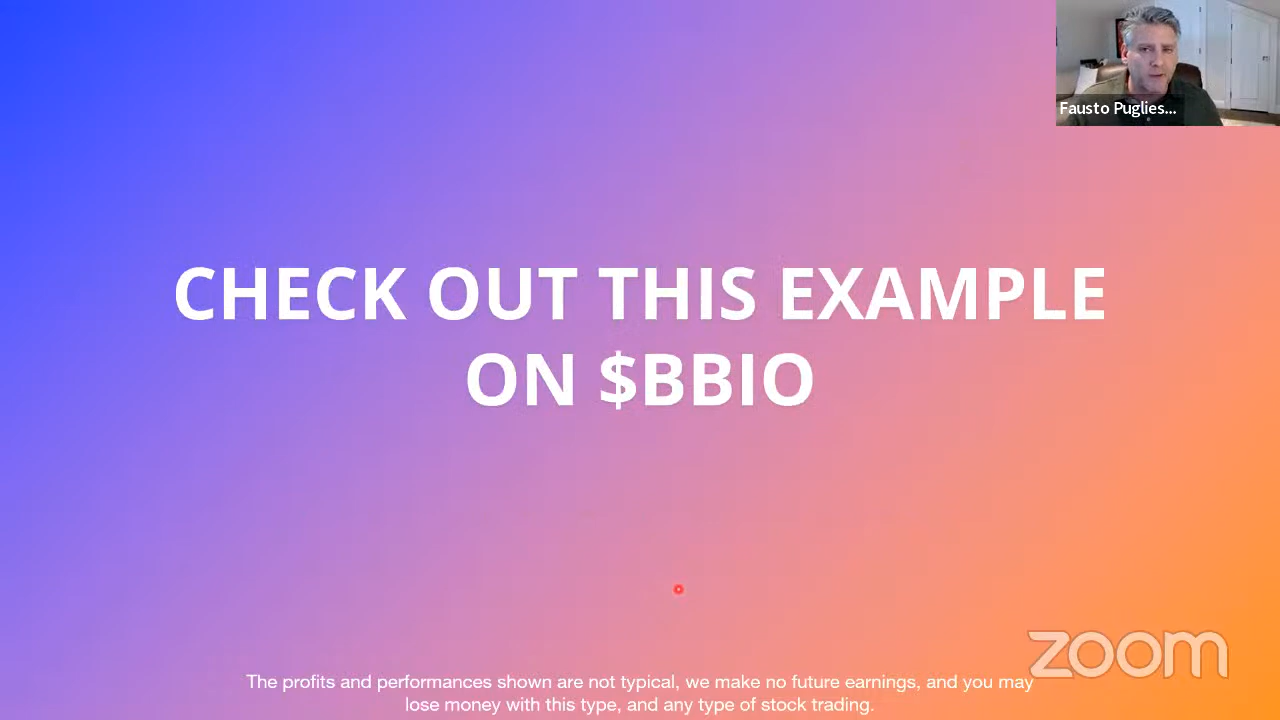 Fausto Puglies...
CHECK OUT THIS EXAMPLE
ON $BBIO
zoom
The profits and performances shown are not typical, we make no future earnings, and you may
lose money with this type, and any type of stock trading.